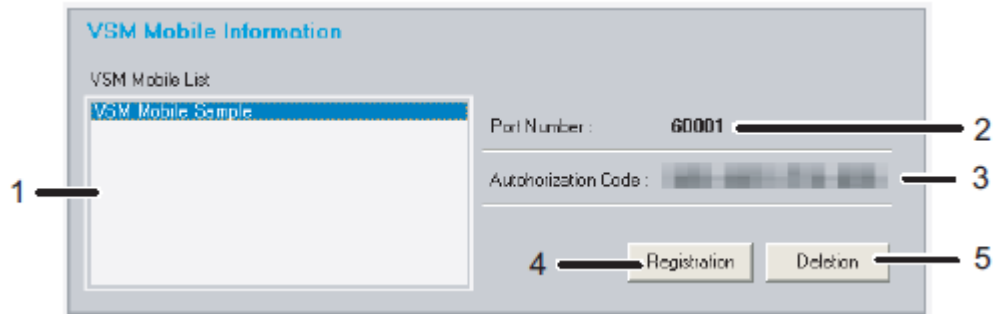 VSM Mobile Information
VSM Mobile List
VSM Mobile Sample
Port Number : 60001 2
1
Autohorization Code : 3
4 Registration Deletion 5